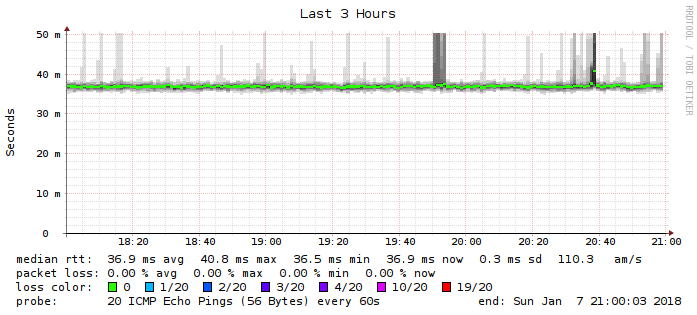 Last 3 Hours
RRDTOOL / TOBI OETIKER
Seconds
50 m
40 m
30 m
20 m
10 m
0
18:20 18:40 19:00 19:20 19:40 20:00 20:20 20:40 21:00
median rtt: 36.9 ms avg 40.8 ms max 36.5 ms min 36.9 ms now 0.3 ms sd 110.3 am/s
packet loss: 0.00 % avg 0.00 % max 0.00 % min 0.00 % now
loss color: 0 1/20 2/20 3/20 4/20 10/20 19/20
probe: 20 ICMP Echo Pings (56 Bytes) every 60s end: Sun Jan 7 21:00:03 2018